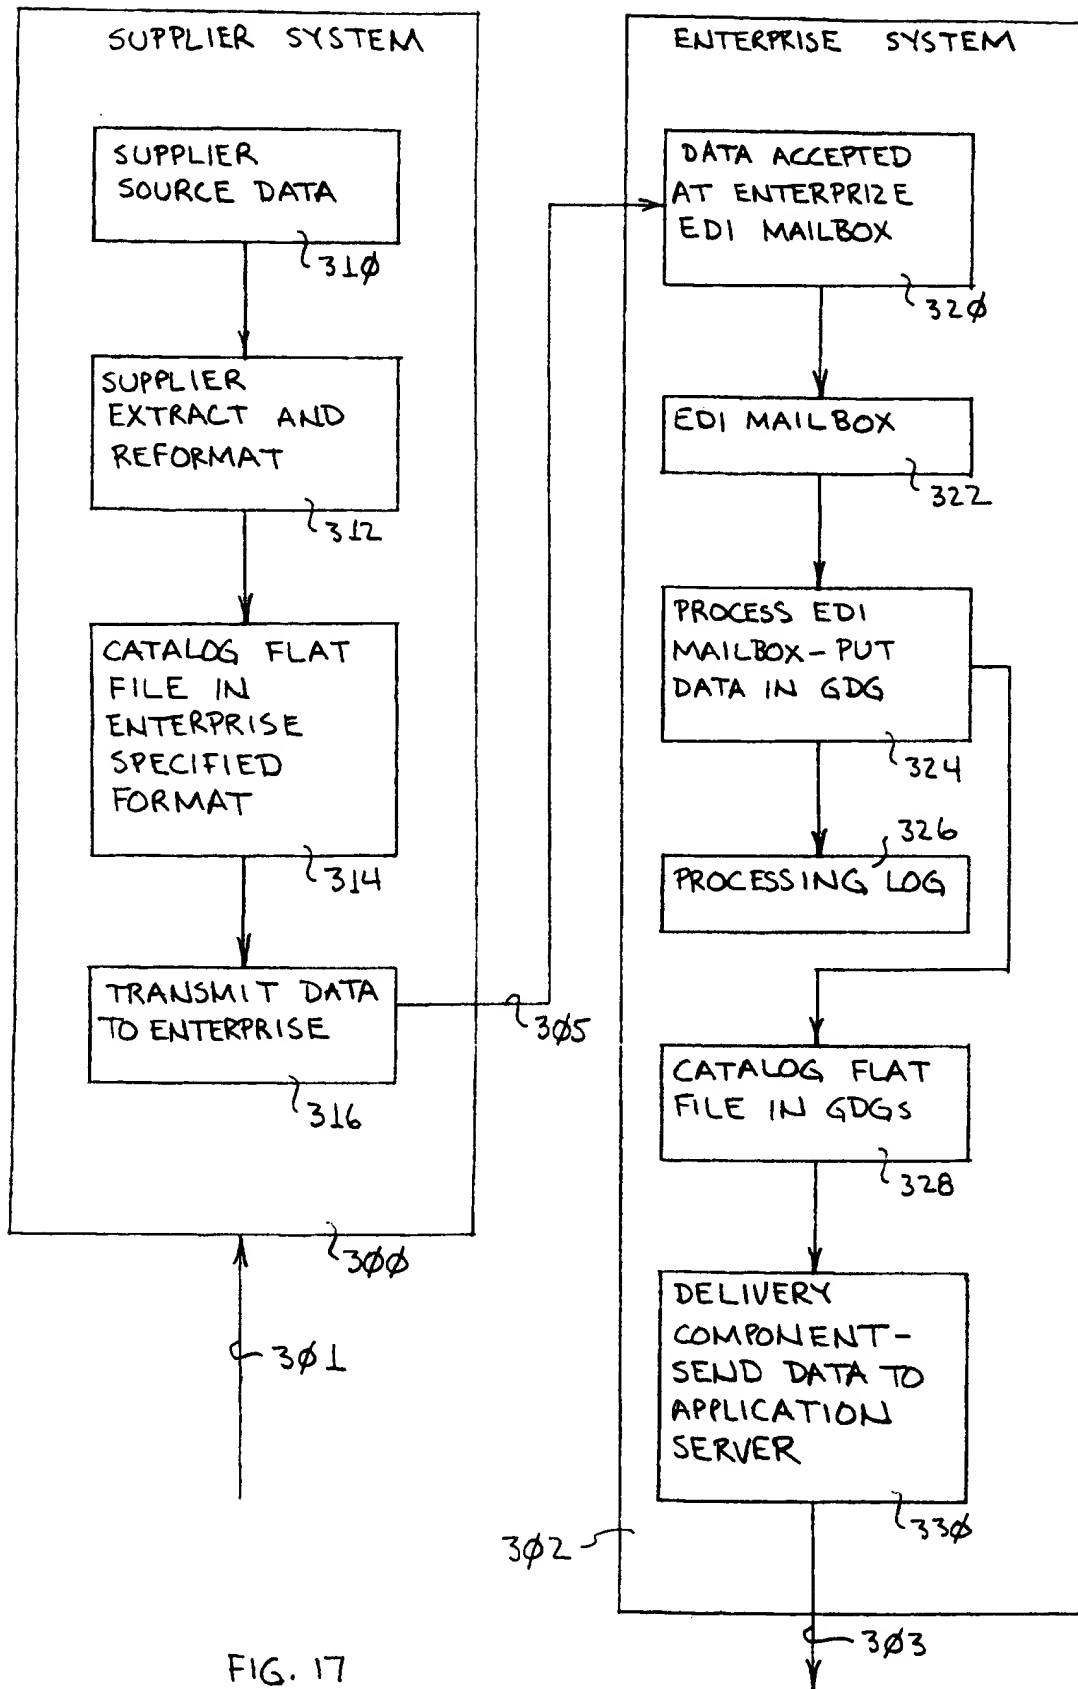 SUPPLIER SYSTEM
SUPPLIER
SOURCE DATA
310
SUPPLIER
EXTRACT AND
REFORMAT
312
CATALOG FLAT
FILE IN
ENTERPRISE
SPECIFIED
FORMAT
314
TRANSMIT DATA
TO ENTERPRISE
316
300
301
305
ENTERPRISE SYSTEM
DATA ACCEPTED
AT ENTERPRIZE
EDI MAILBOX
320
EDI MAILBOX
322
PROCESS EDI
MAILBOX - PUT
DATA IN GDG
324
326
PROCESSING LOG
CATALOG FLAT
FILE IN GDGs
328
DELIVERY
COMPONENT -
SEND DATA TO
APPLICATION
SERVER
330
302
303
FIG. 17